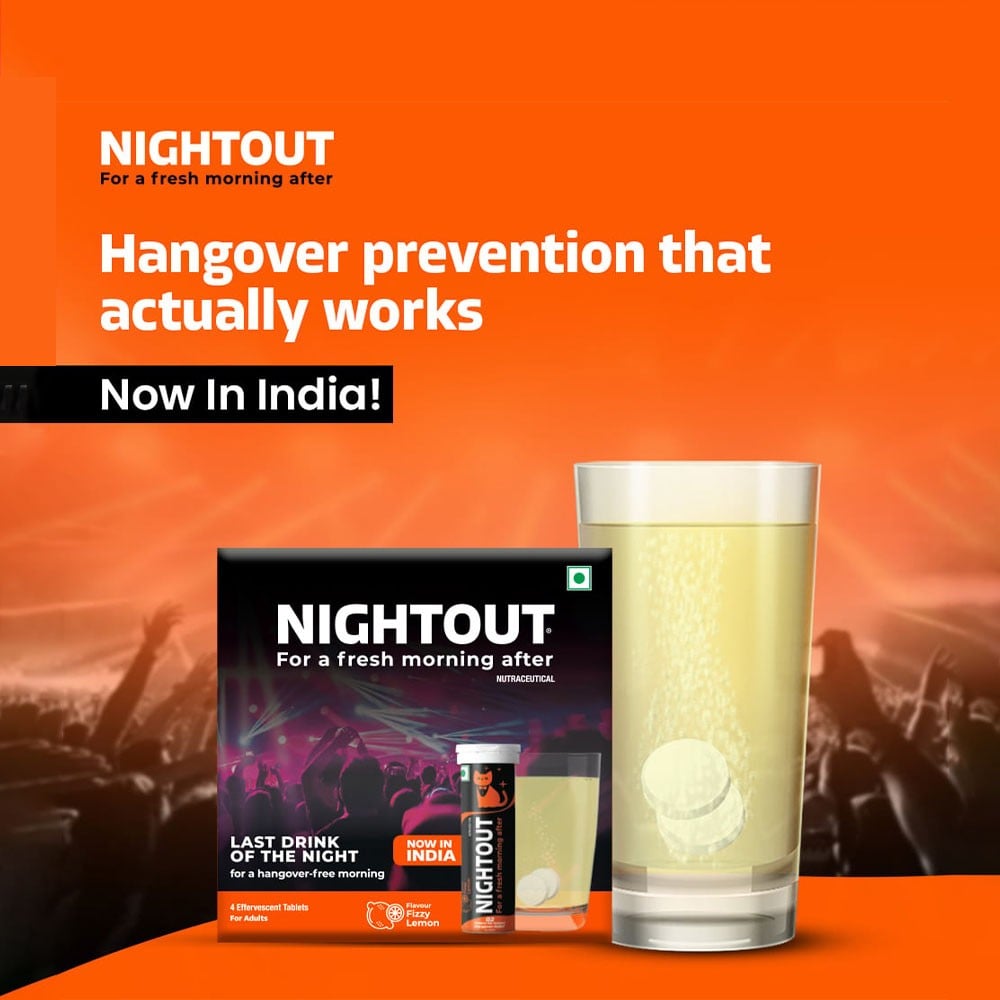 NIGHTOUT
For a fresh morning after
Hangover prevention that
actually works
Now In India!
NIGHTOUT®
For a fresh morning after
NUTRACEUTICAL
LAST DRINK
OF THE NIGHT
for a hangover-free morning
NOW IN
INDIA
4 Effervescent Tablets
For Adults
Flavour
Fizzy
Lemon
NIGHTOUT
For a fresh morning after